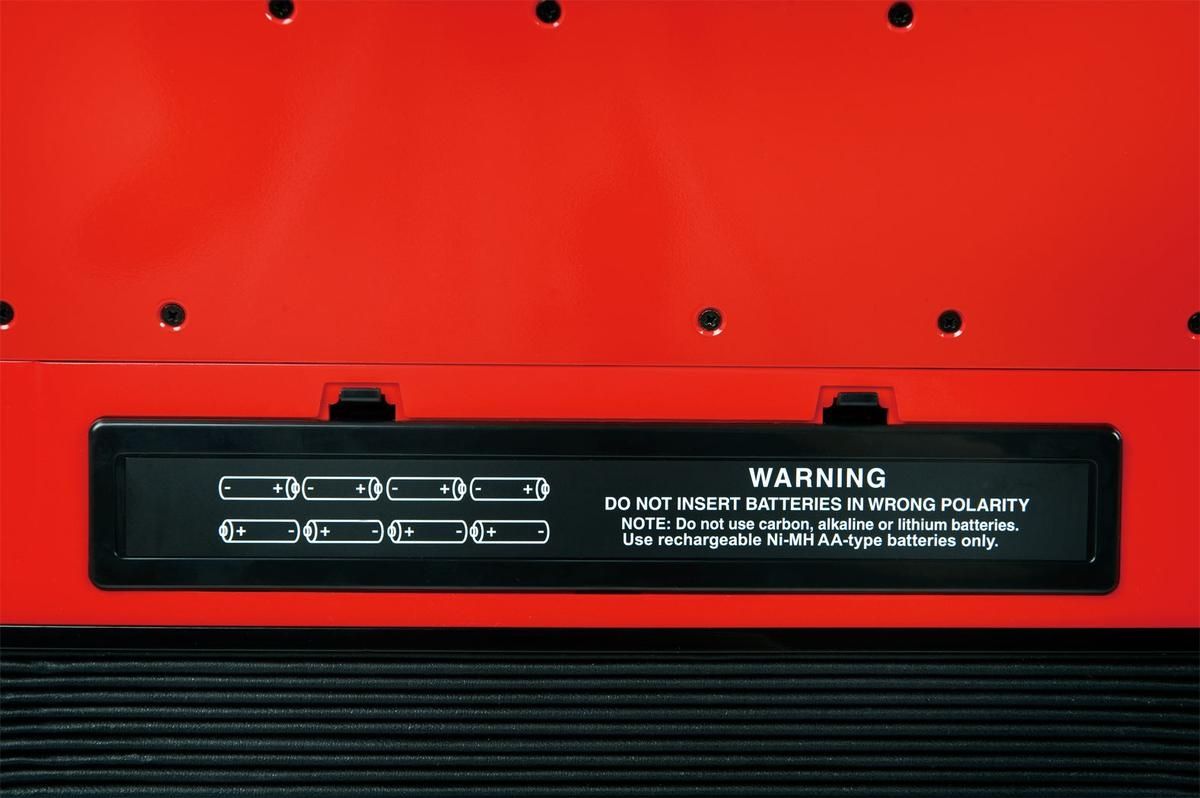 WARNING
DO NOT INSERT BATTERIES IN WRONG POLARITY
NOTE: Do not use carbon, alkaline or lithium batteries.
Use rechargeable Ni-MH AA-type batteries only.
- + - + - + - +
+ - + - + - + -